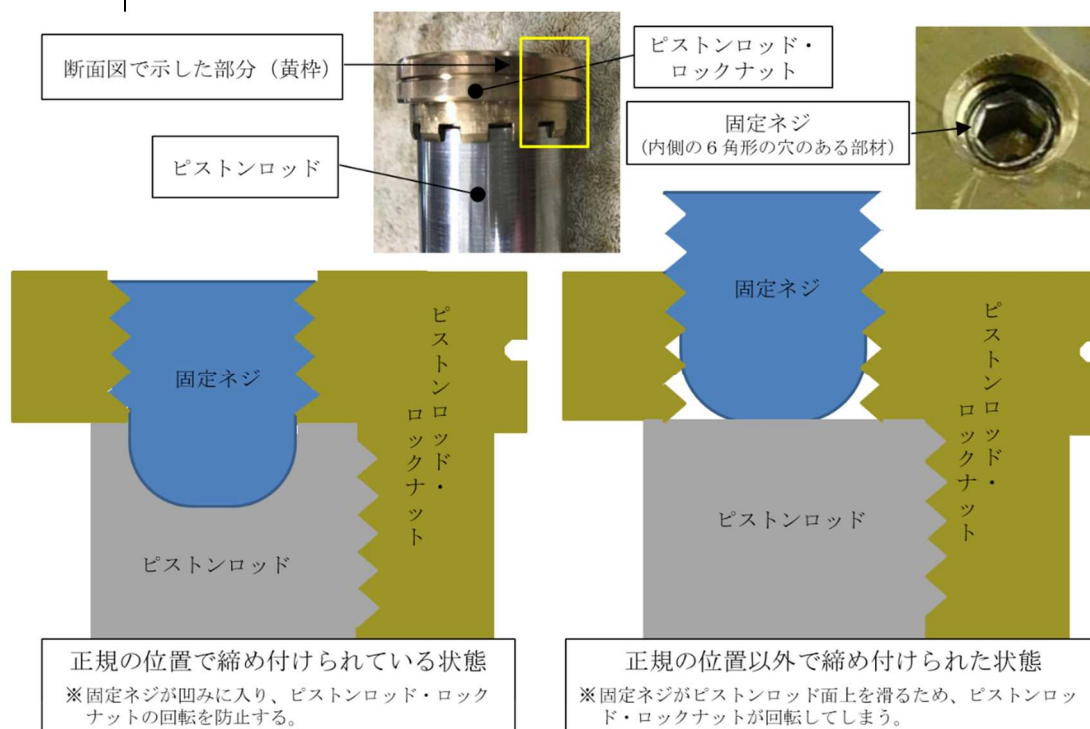 断面図で示した部分（黄枠）
ピストンロッド・
ロックナット
固定ネジ
（内側の６角形の穴のある部材）
ピストンロッド
固定ネジ
ピストンロッド・
ロックナット
ピストンロッド
固定ネジ
ピストンロッド・
ロックナット
ピストンロッド
正規の位置で締め付けられている状態
※固定ネジが凹みに入り、ピストンロッド・ロック
ナットの回転を防止する。
正規の位置以外で締め付けられた状態
※固定ネジがピストンロッド面上を滑るため、ピストンロッ
ド・ロックナットが回転してしまう。